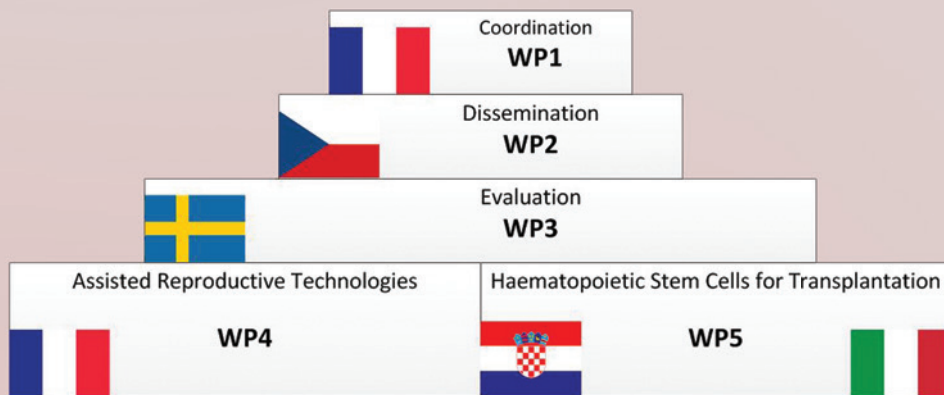 Coordination
WP1
Dissemination
WP2
Evaluation
WP3
Assisted Reproductive Technologies
WP4
Haematopoietic Stem Cells for Transplantation
WP5